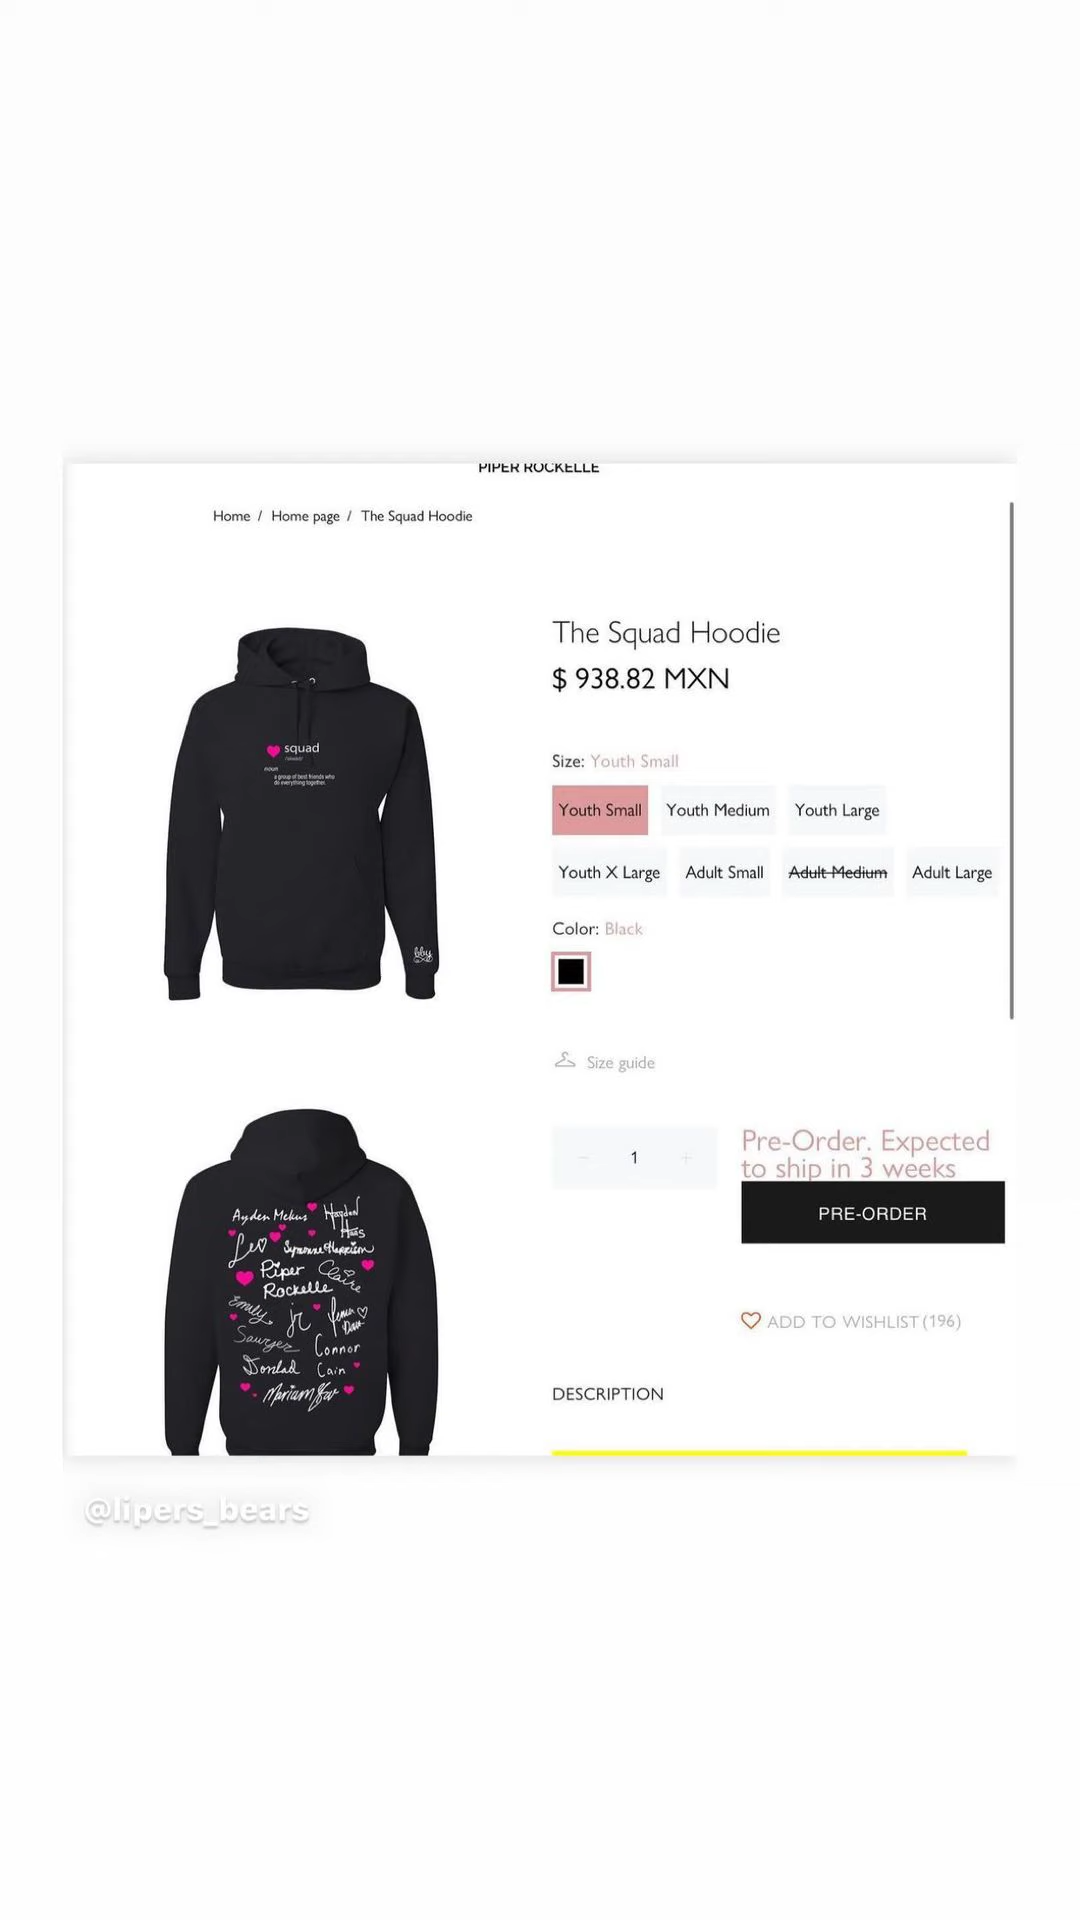 PIPER ROCKELLE
Home / Home page / The Squad Hoodie
The Squad Hoodie
$ 938.82 MXN
Size: Youth Small
Youth Small Youth Medium Youth Large
Youth X Large Adult Small Adult Medium Adult Large
Color: Black
Size guide
1
Pre-Order. Expected
to ship in 3 weeks
PRE-ORDER
ADD TO WISHLIST (196)
DESCRIPTION
squad
noun
a group of best friends who
do everything together.
bby
Ayden Mekus
Hayden
Haas
Lev
Symonne Harrison
Piper
Rockelle
Claire
Emily
jr
Sawyer
Connor
Cain
@lipers_bears